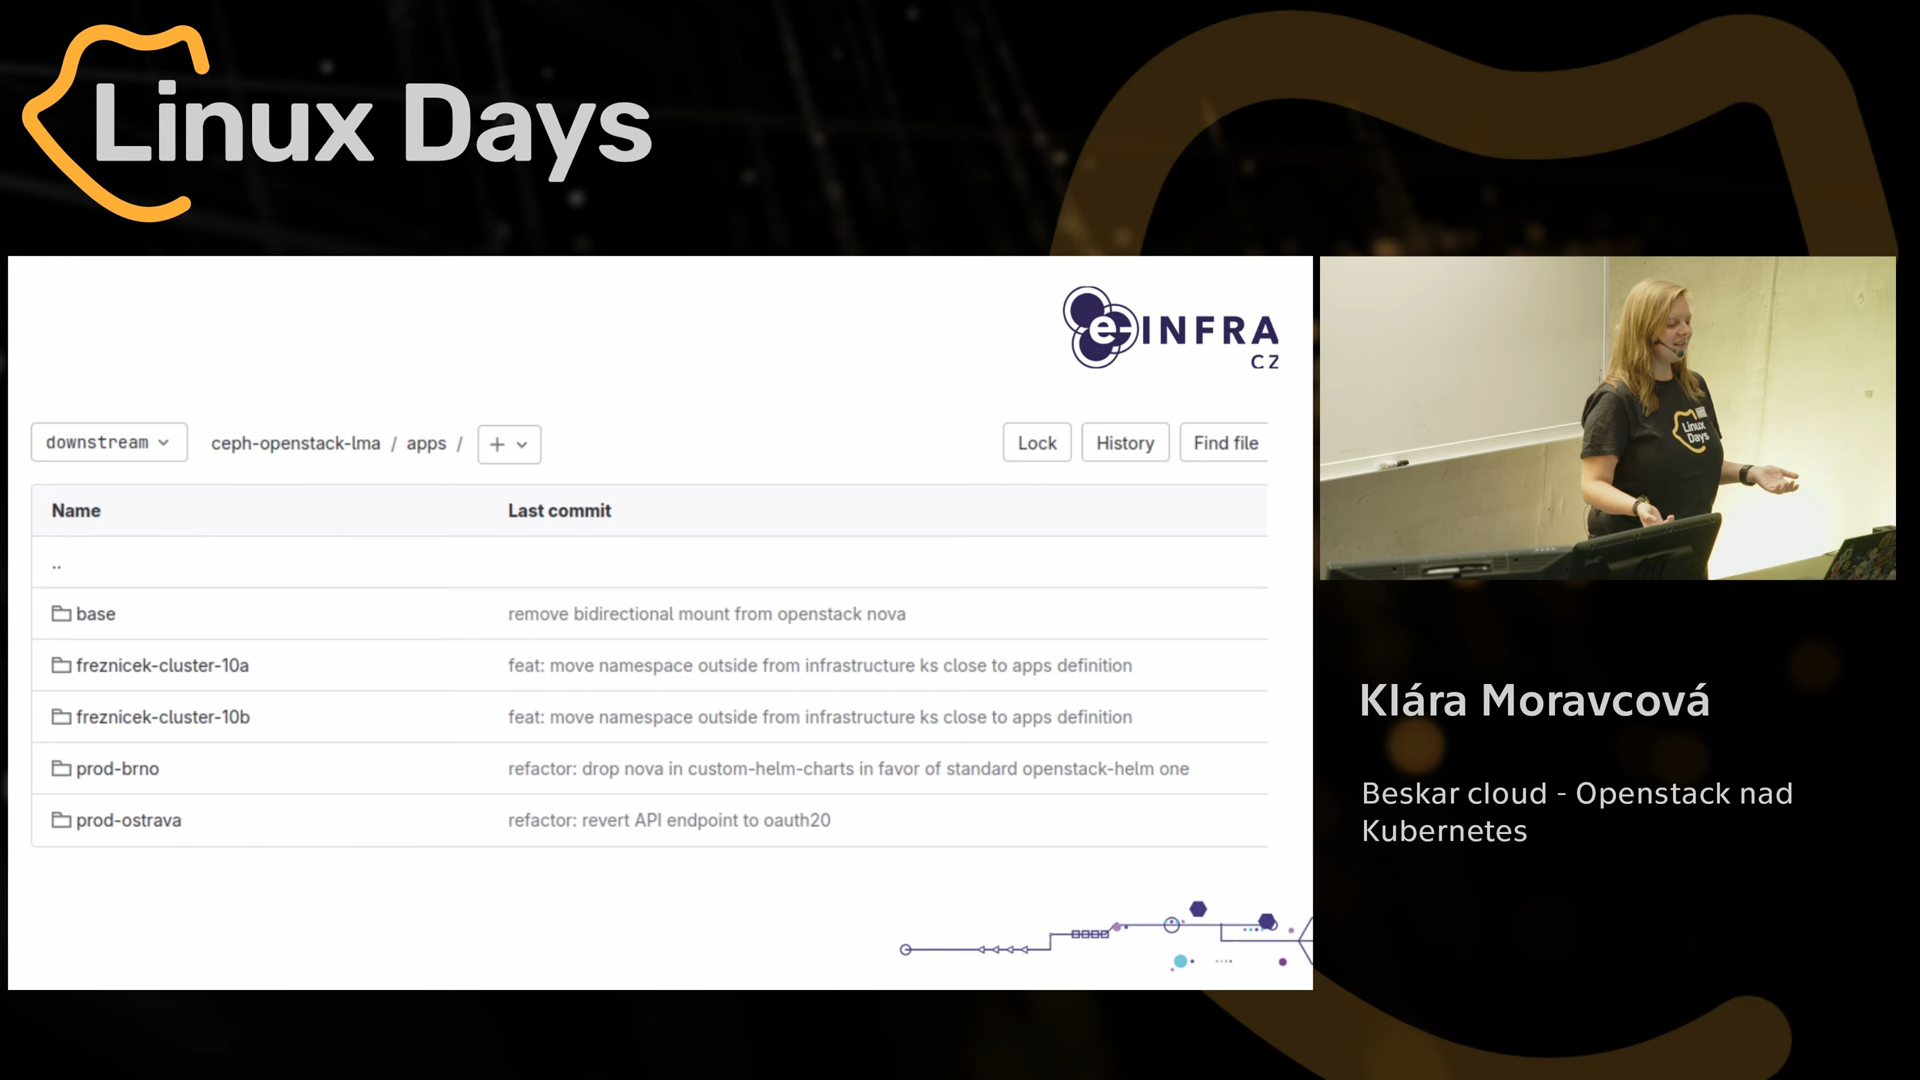 Linux Days
e-INFRA
CZ
downstream
ceph-openstack-lma / apps /
+
Lock
History
Find file
Name
Last commit
..
base
remove bidirectional mount from openstack nova
freznicek-cluster-10a
feat: move namespace outside from infrastructure ks close to apps definition
freznicek-cluster-10b
feat: move namespace outside from infrastructure ks close to apps definition
prod-brno
refactor: drop nova in custom-helm-charts in favor of standard openstack-helm one
prod-ostrava
refactor: revert API endpoint to oauth20
Linux
Days
Klára Moravcová
Beskar cloud - Openstack nad
Kubernetes